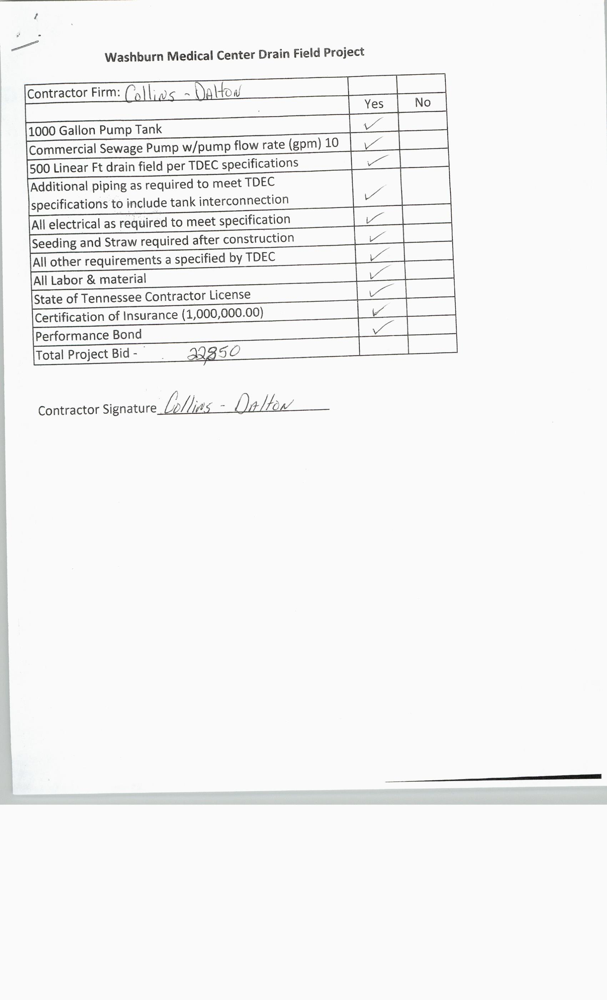 Washburn Medical Center Drain Field Project
Contractor Firm: Collins - Dalton
Yes No
1000 Gallon Pump Tank ✓
Commercial Sewage Pump w/pump flow rate (gpm) 10 ✓
500 Linear Ft drain field per TDEC specifications ✓
Additional piping as required to meet TDEC
specifications to include tank interconnection ✓
All electrical as required to meet specification ✓
Seeding and Straw required after construction ✓
All other requirements a specified by TDEC ✓
All Labor & material ✓
State of Tennessee Contractor License ✓
Certification of Insurance (1,000,000.00) ✓
Performance Bond ✓
Total Project Bid - 22,850
Contractor Signature Collins - Dalton